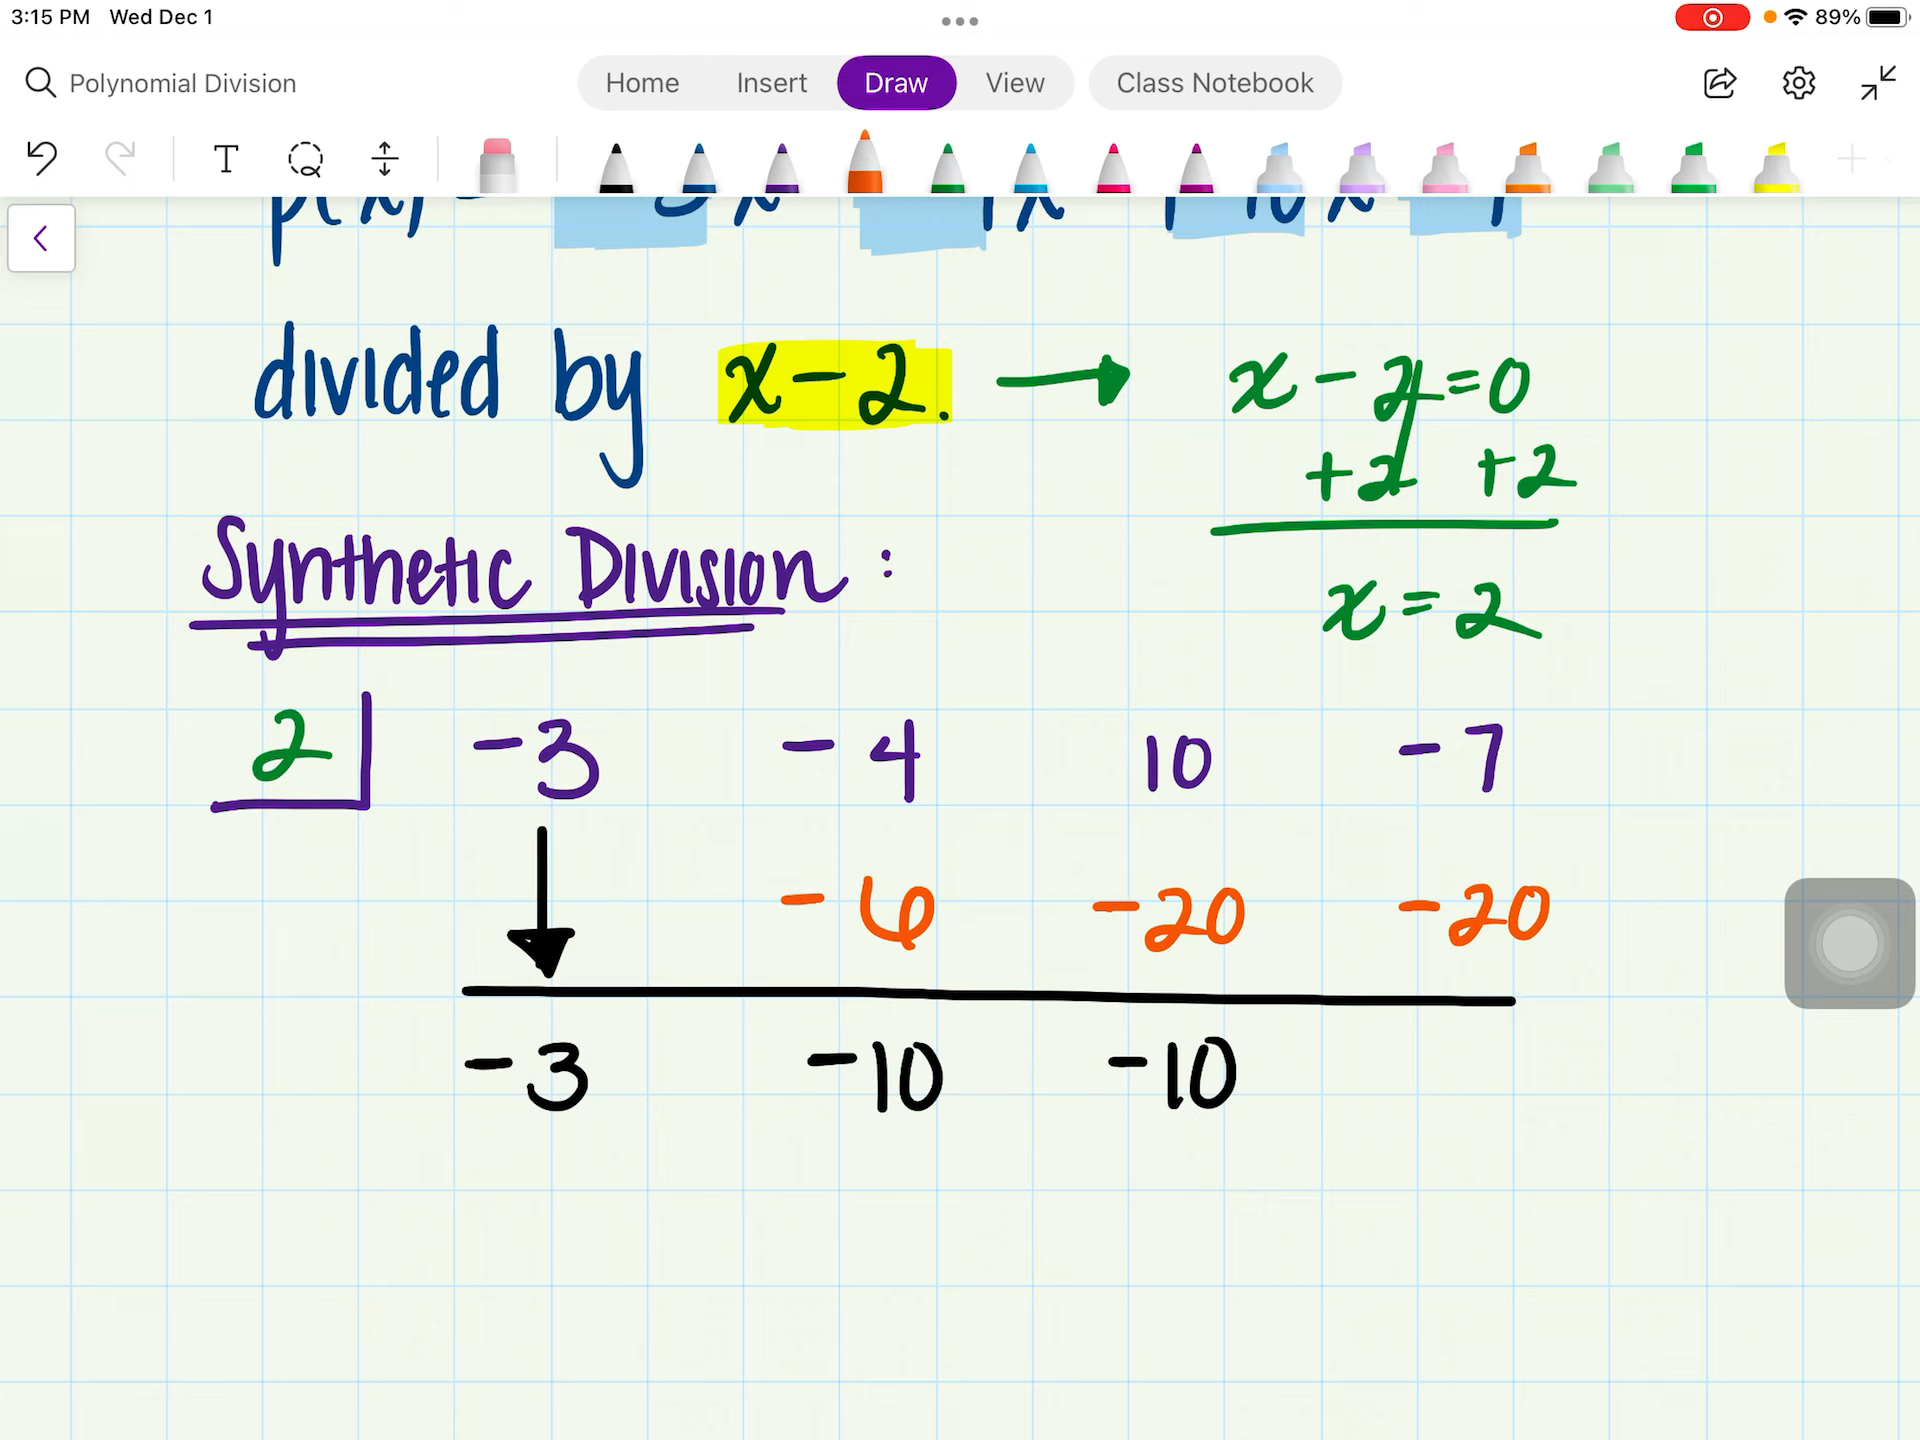 3:15 PM Wed Dec 1
89%
Polynomial Division
Home Insert Draw View Class Notebook
T
divided by x-2. → x-2=0
+2 +2
Synthetic Division :
x=2
2 -3 -4 10 -7
-6 -20 -20
-3 -10 -10